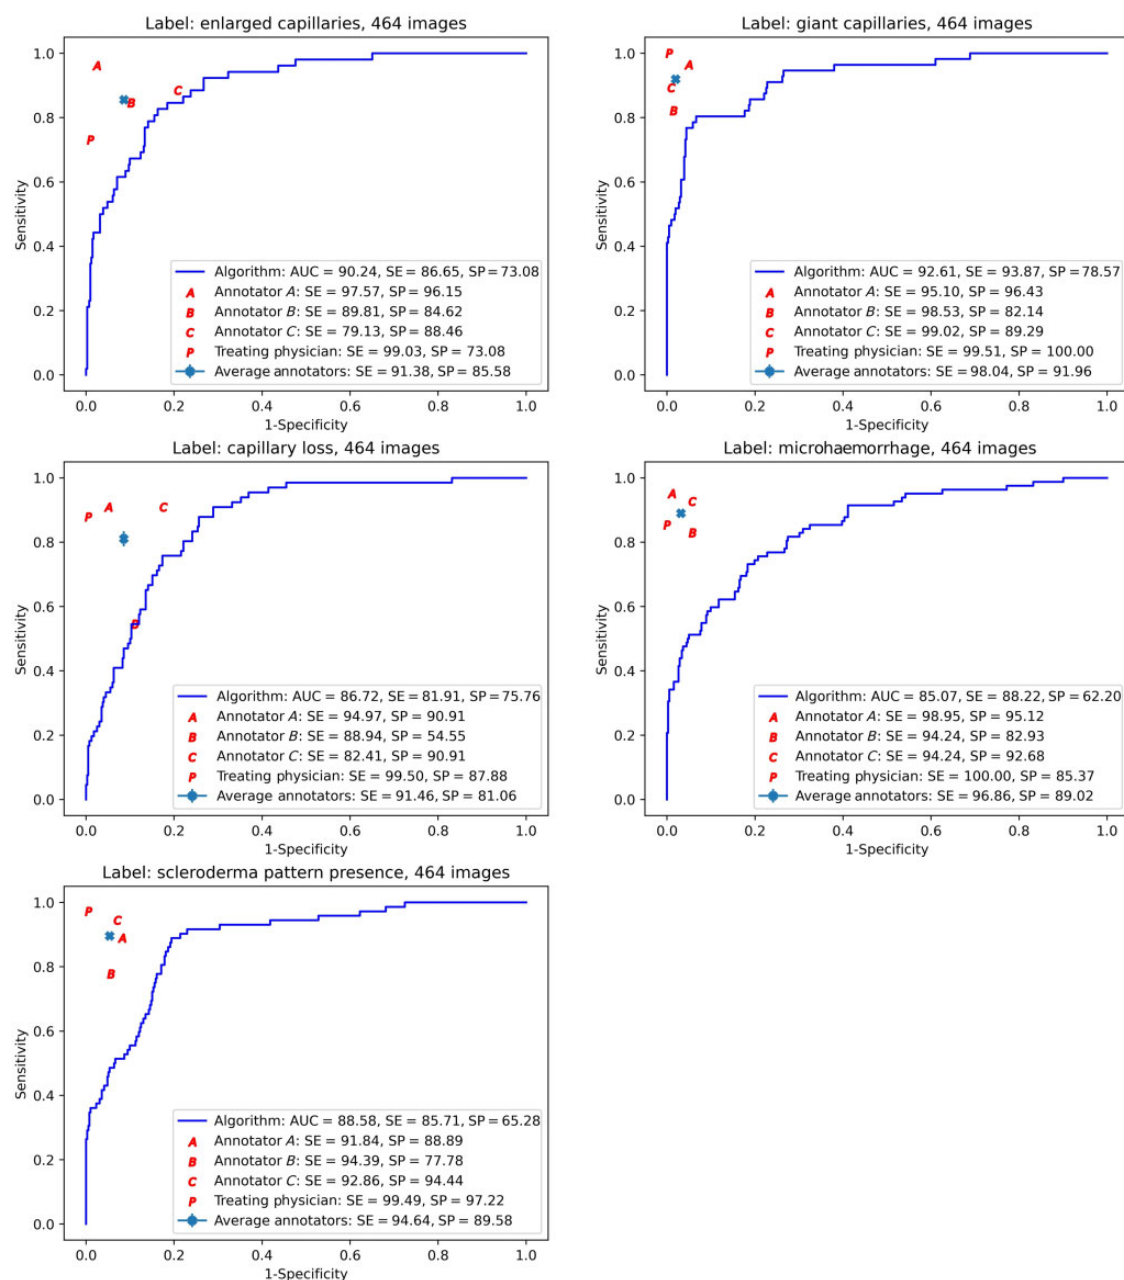 Label: enlarged capillaries, 464 images
1.0
A
C
B
0.8
P
0.6
Sensitivity
0.4
Algorithm: AUC = 90.24, SE = 86.65, SP = 73.08
A Annotator A: SE = 97.57, SP = 96.15
B Annotator B: SE = 89.81, SP = 84.62
0.2
C Annotator C: SE = 79.13, SP = 88.46
P Treating physician: SE = 99.03, SP = 73.08
Average annotators: SE = 91.38, SP = 85.58
0.0
0.0 0.2 0.4 0.6 0.8 1.0
1-Specificity
Label: giant capillaries, 464 images
1.0
P
A
C
B
0.8
0.6
Sensitivity
0.4
Algorithm: AUC = 92.61, SE = 93.87, SP = 78.57
A Annotator A: SE = 95.10, SP = 96.43
B Annotator B: SE = 98.53, SP = 82.14
0.2
C Annotator C: SE = 99.02, SP = 89.29
P Treating physician: SE = 99.51, SP = 100.00
Average annotators: SE = 98.04, SP = 91.96
0.0
0.0 0.2 0.4 0.6 0.8 1.0
1-Specificity
Label: capillary loss, 464 images
1.0
A C
P
0.8
0.6
B
Sensitivity
0.4
Algorithm: AUC = 86.72, SE = 81.91, SP = 75.76
A Annotator A: SE = 94.97, SP = 90.91
B Annotator B: SE = 88.94, SP = 54.55
0.2
C Annotator C: SE = 82.41, SP = 90.91
P Treating physician: SE = 99.50, SP = 87.88
Average annotators: SE = 91.46, SP = 81.06
0.0
0.0 0.2 0.4 0.6 0.8 1.0
1-Specificity
Label: microhaemorrhage, 464 images
1.0
A
C
P
B
0.8
0.6
Sensitivity
0.4
Algorithm: AUC = 85.07, SE = 88.22, SP = 62.20
A Annotator A: SE = 98.95, SP = 95.12
B Annotator B: SE = 94.24, SP = 82.93
0.2
C Annotator C: SE = 94.24, SP = 92.68
P Treating physician: SE = 100.00, SP = 85.37
Average annotators: SE = 96.86, SP = 89.02
0.0
0.0 0.2 0.4 0.6 0.8 1.0
1-Specificity
Label: scleroderma pattern presence, 464 images
1.0
P
C
A
B
0.8
0.6
Sensitivity
0.4
Algorithm: AUC = 88.58, SE = 85.71, SP = 65.28
A Annotator A: SE = 91.84, SP = 88.89
B Annotator B: SE = 94.39, SP = 77.78
0.2
C Annotator C: SE = 92.86, SP = 94.44
P Treating physician: SE = 99.49, SP = 97.22
Average annotators: SE = 94.64, SP = 89.58
0.0
0.0 0.2 0.4 0.6 0.8 1.0
1-Specificity